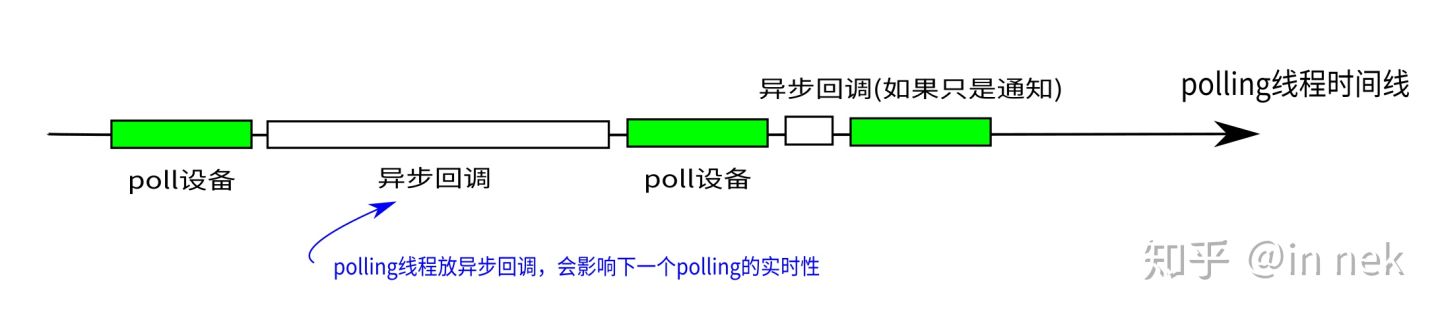 异步回调(如果只是通知)
polling线程时间线
poll设备
异步回调
poll设备
polling线程放异步回调，会影响下一个polling的实时性
知乎 @in nek